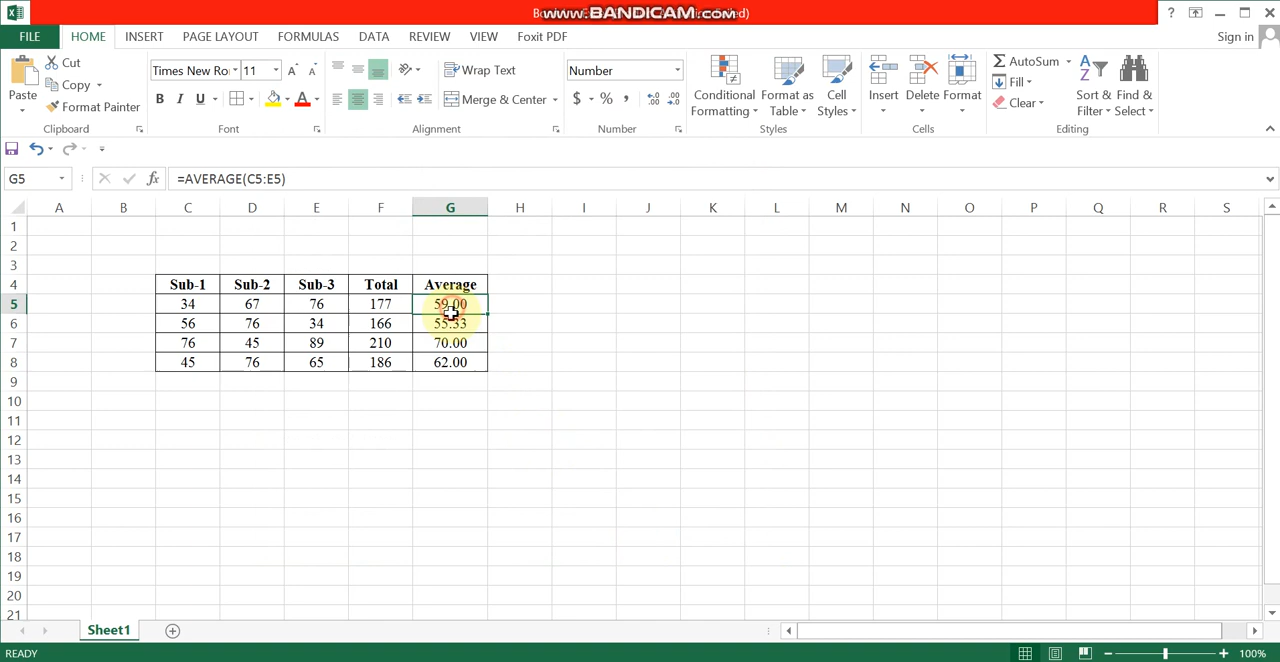 www.BANDICAM.com
FILE HOME INSERT PAGE LAYOUT FORMULAS DATA REVIEW VIEW Foxit PDF Sign in
Cut
Copy
Format Painter
Paste
Clipboard
Times New Ro 11
B I U
Font
Wrap Text
Merge & Center
Alignment
Number
$ % ,
Number
Conditional Formatting
Format as Table
Cell Styles
Styles
Insert Delete Format
Cells
AutoSum
Fill
Clear
Sort & Filter
Find & Select
Editing
G5 fx =AVERAGE(C5:E5)
A B C D E F G H I J K L M N O P Q R S
1
2
3
4 Sub-1 Sub-2 Sub-3 Total Average
5 34 67 76 177 59.00
6 56 76 34 166 55.33
7 76 45 89 210 70.00
8 45 76 65 186 62.00
9
10
11
12
13
14
15
16
17
18
19
20
21
Sheet1
READY 100%